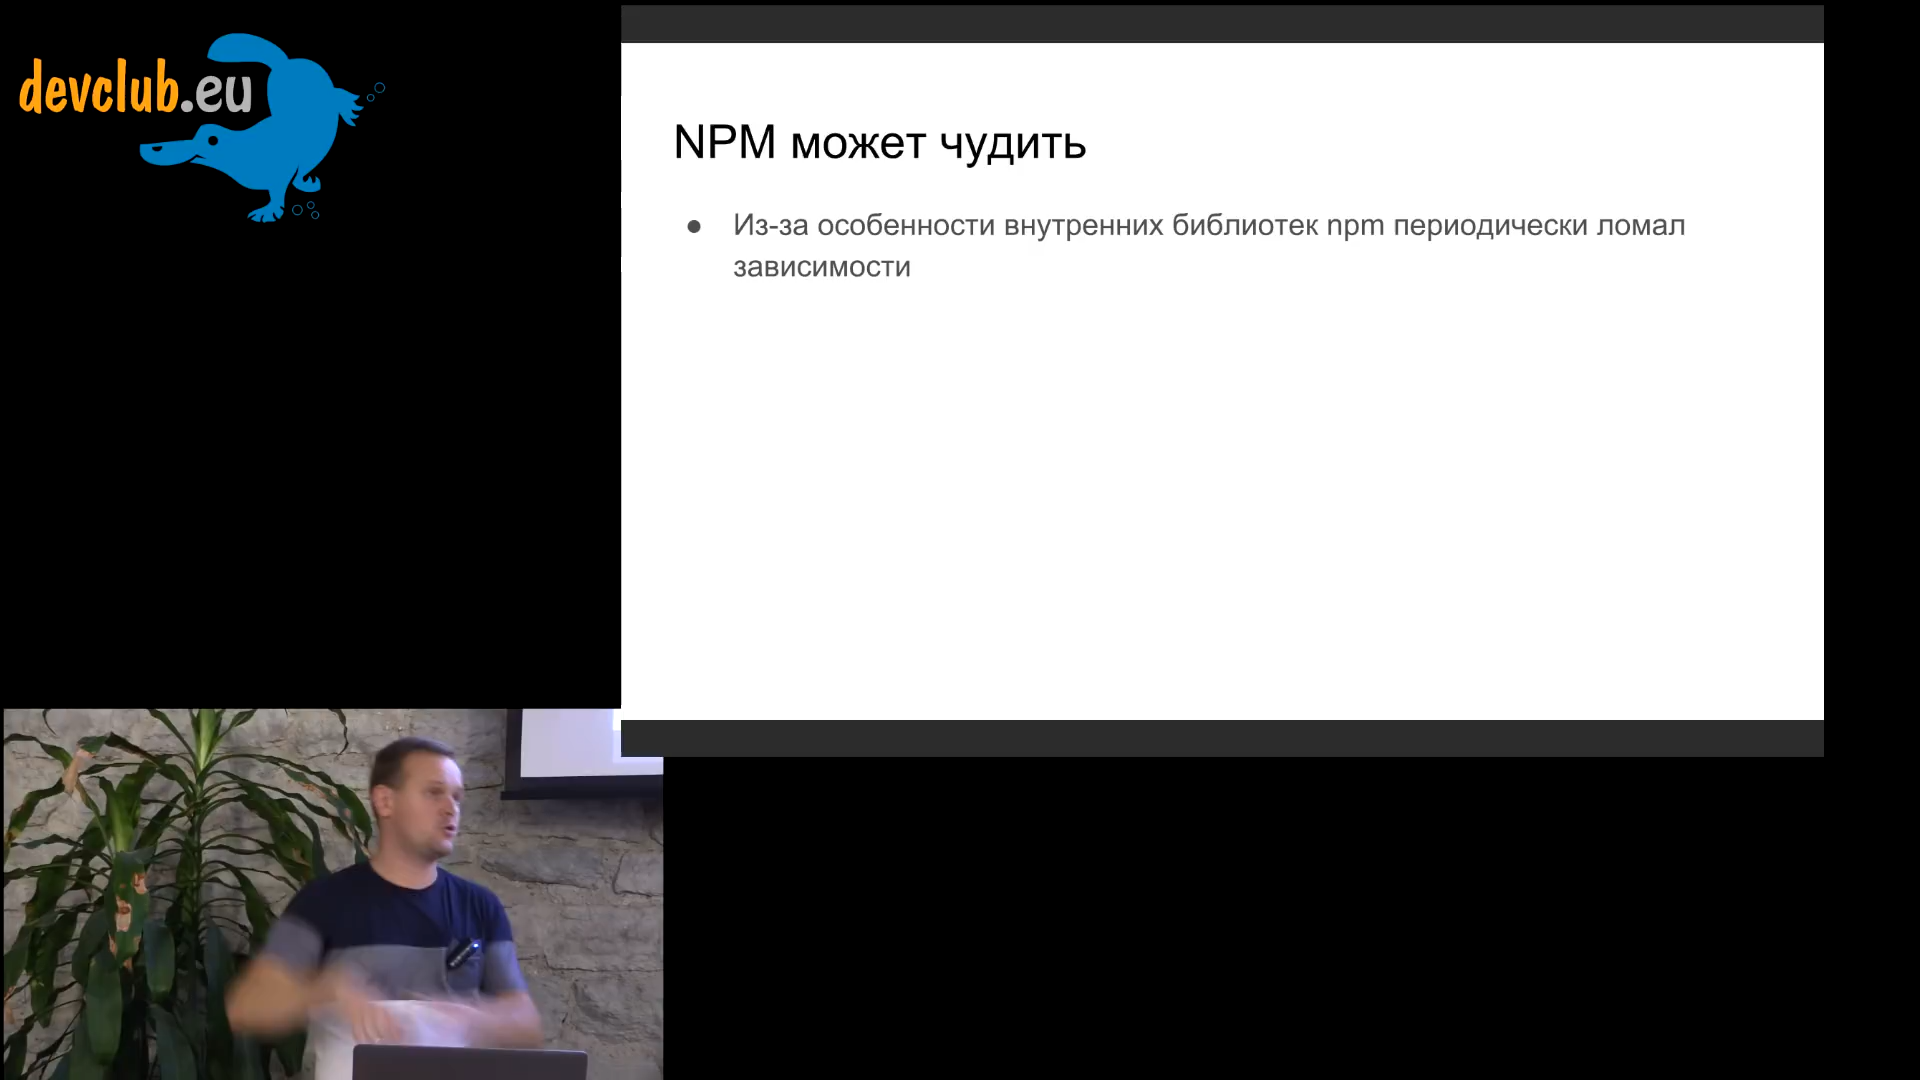 devclub.eu
NPM может чудить
● Из-за особенности внутренних библиотек npm периодически ломал
зависимости